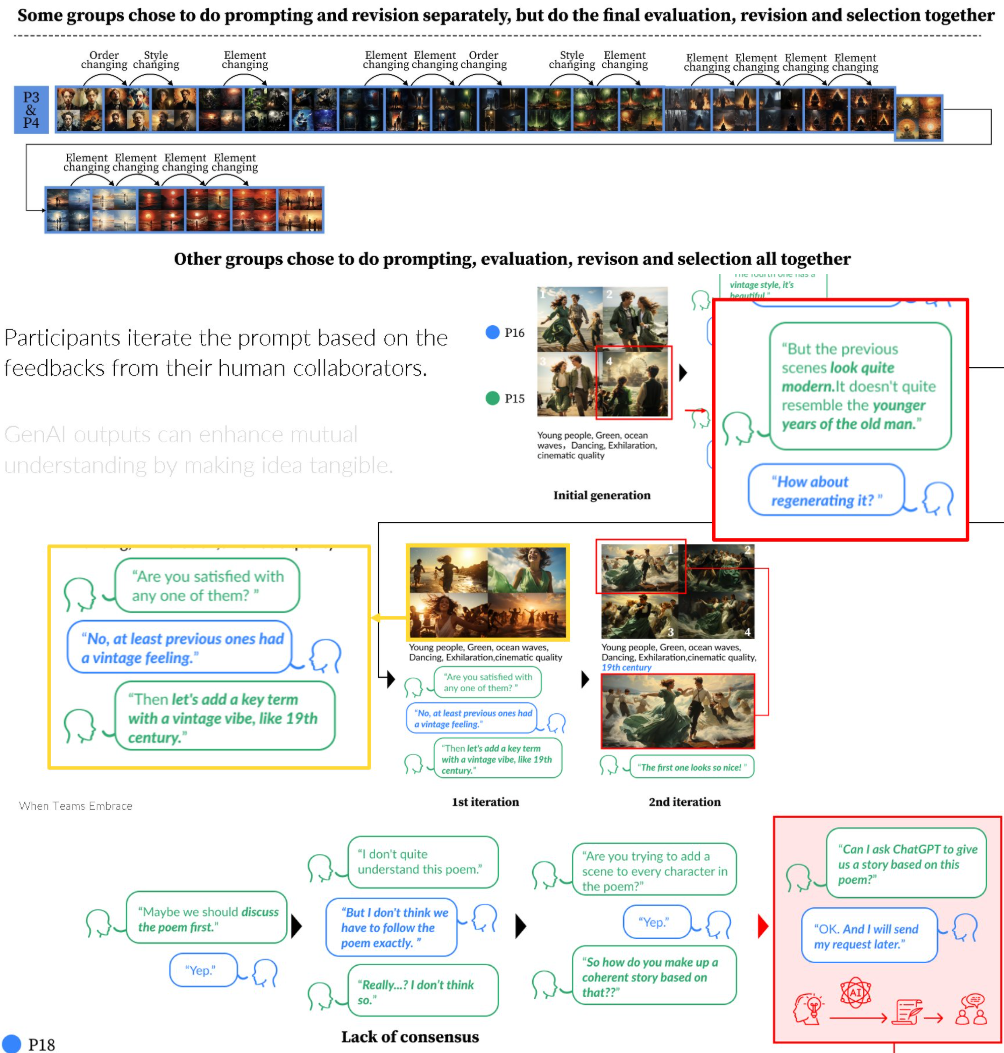 Some groups chose to do prompting and revision separately, but do the final evaluation, revision and selection together
Order changing
Style changing
Element changing
Element changing
Element changing
Order changing
Style changing
Element changing
Element changing
Element changing
Element changing
Element changing
P3
&
P4
Element changing
Element changing
Element changing
Element changing
Other groups chose to do prompting, evaluation, revison and selection all together
"The fourth one has a
vintage style, it's
beautiful."
Participants iterate the prompt based on the
feedbacks from their human collaborators.
GenAI outputs can enhance mutual
understanding by making idea tangible.
P16
P15
1
2
4
Young people, Green, ocean
waves, Dancing, Exhilaration,
cinematic quality
Initial generation
"But the previous
scenes look quite
modern.It doesn't quite
resemble the younger
years of the old man."
"How about
regenerating it? "
"Are you satisfied with
any one of them? "
"No, at least previous ones had
a vintage feeling."
"Then let's add a key term
with a vintage vibe, like 19th
century."
Young people, Green, ocean waves,
Dancing, Exhilaration,cinematic quality
"Are you satisfied with
any one of them? "
"No, at least previous ones had
a vintage feeling."
"Then let's add a key term
with a vintage vibe, like 19th
century."
1st iteration
1
2
3
4
Young people, Green, ocean waves,
Dancing, Exhilaration,cinematic quality,
19th century
"The first one looks so nice! "
2nd iteration
When Teams Embrace
"Maybe we should discuss
the poem first."
"Yep."
"I don't quite
understand this poem."
"But I don't think we
have to follow the
poem exactly. "
"Really...? I don't think
so."
Lack of consensus
"Are you trying to add a
scene to every character in
the poem?"
"Yep."
"So how do you make up a
coherent story based on
that??"
"Can I ask ChatGPT to give
us a story based on this
poem?"
"OK. And I will send
my request later."
AI
P18